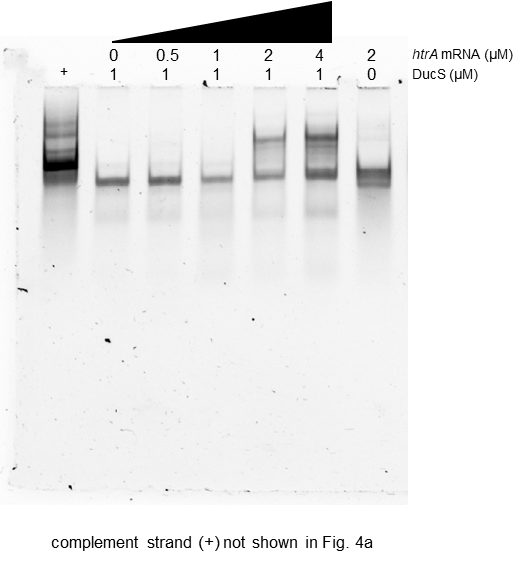 0 0.5 1 2 4 2 htrA mRNA (µM)
+ 1 1 1 1 1 0 DucS (µM)
complement strand (+) not shown in Fig. 4a